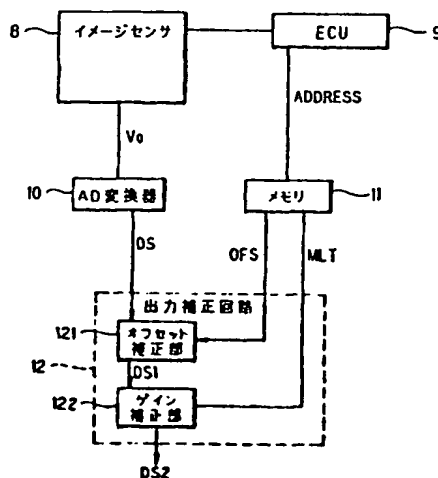 8
イメージセンサ
ECU
9
ADDRESS
Vo
10
AD変換器
メモリ
11
DS
OFS
MLT
出力補正回路
121
オフセット
補正部
12
DS1
122
ゲイン
補正部
DS2